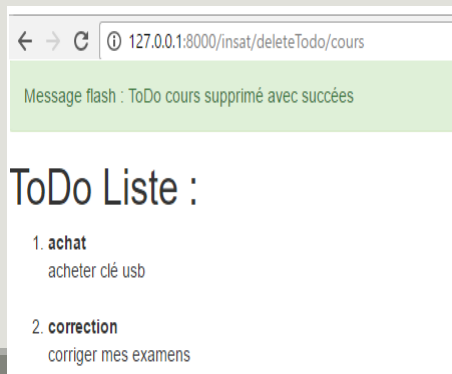 127.0.0.1:8000/insat/deleteTodo/cours
Message flash : ToDo cours supprimé avec succées
ToDo Liste :
1. achat
acheter clé usb
2. correction
corriger mes examens